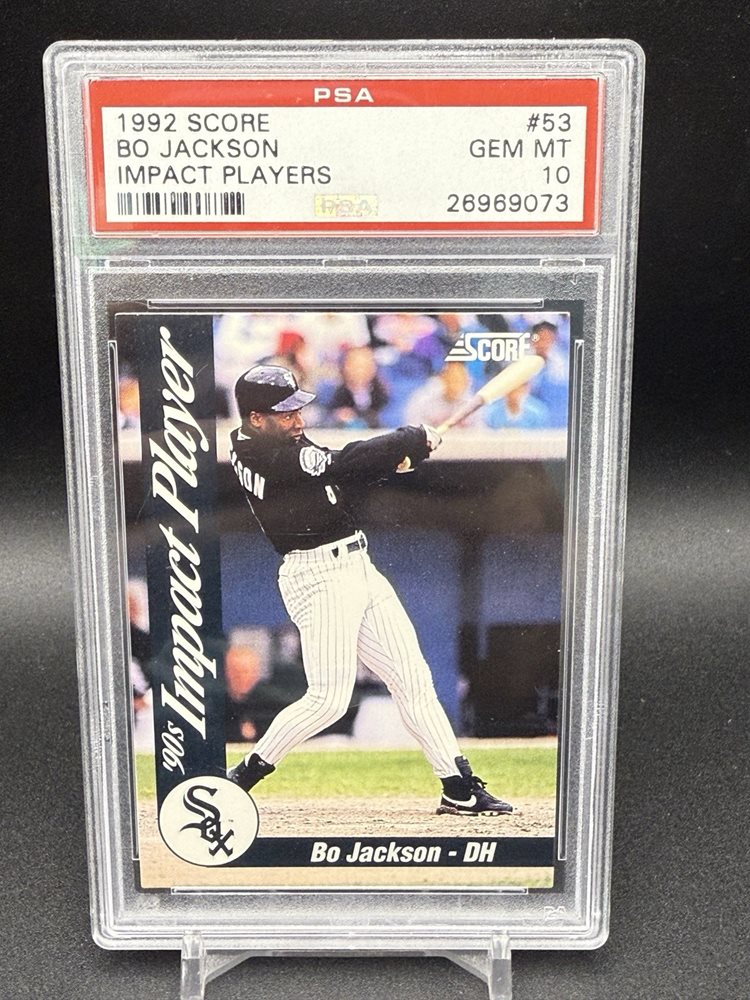 PSA
1992 SCORE #53
BO JACKSON GEM MT
IMPACT PLAYERS 10
PSA 26969073
SCORE®
'90s Impact Player
Sox
Bo Jackson - DH